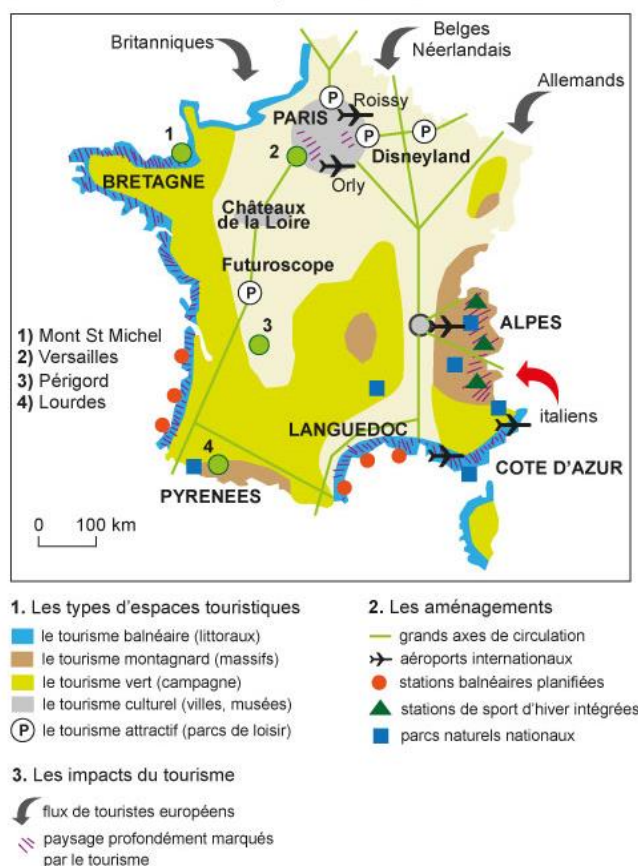 Britanniques
Belges
Néerlandais
Allemands
P
Roissy
PARIS
1
2
P
P
Disneyland
BRETAGNE
Orly
Châteaux
de la Loire
Futuroscope
P
3
ALPES
1) Mont St Michel
2) Versailles
3) Périgord
4) Lourdes
italiens
LANGUEDOC
4
COTE D'AZUR
PYRENEES
0 100 km
1. Les types d'espaces touristiques
le tourisme balnéaire (littoraux)
le tourisme montagnard (massifs)
le tourisme vert (campagne)
le tourisme culturel (villes, musées)
P le tourisme attractif (parcs de loisir)
2. Les aménagements
grands axes de circulation
aéroports internationaux
stations balnéaires planifiées
stations de sport d'hiver intégrées
parcs naturels nationaux
3. Les impacts du tourisme
flux de touristes européens
paysage profondément marqués
par le tourisme